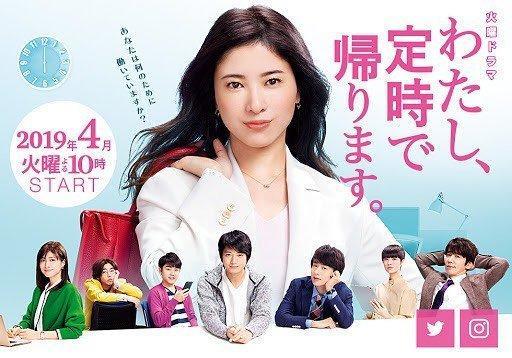 火曜ドラマ
わたし、
定時で
帰ります。
あなたは何のために
働いていますか？
2019年4月
火曜よる10時
START